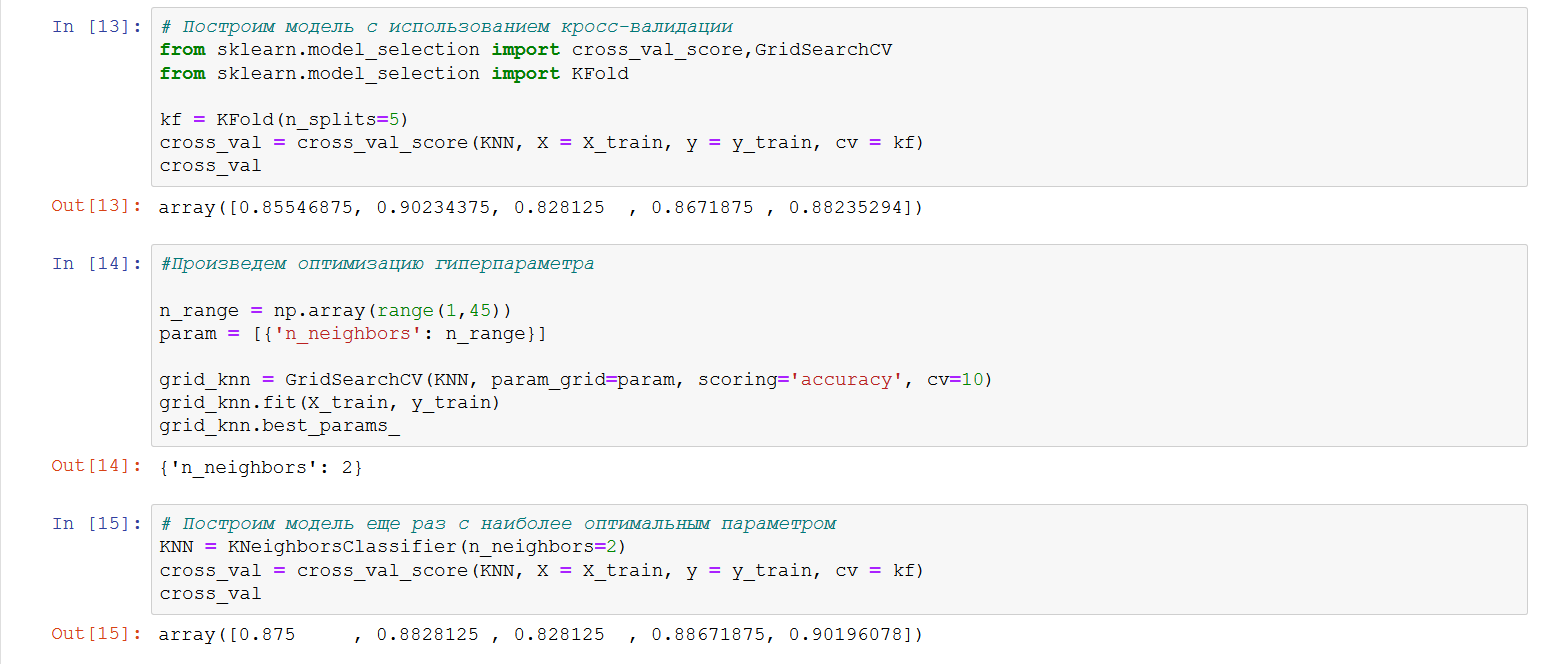 In [13]: # Построим модель с использованием кросс-валидации
from sklearn.model_selection import cross_val_score,GridSearchCV
from sklearn.model_selection import KFold
kf = KFold(n_splits=5)
cross_val = cross_val_score(KNN, X = X_train, y = y_train, cv = kf)
cross_val
Out[13]: array([0.85546875, 0.90234375, 0.828125  , 0.8671875 , 0.88235294])
In [14]: #Произведем оптимизацию гиперпараметра
n_range = np.array(range(1,45))
param = [{'n_neighbors': n_range}]
grid_knn = GridSearchCV(KNN, param_grid=param, scoring='accuracy', cv=10)
grid_knn.fit(X_train, y_train)
grid_knn.best_params_
Out[14]: {'n_neighbors': 2}
In [15]: # Построим модель еще раз с наиболее оптимальным параметром
KNN = KNeighborsClassifier(n_neighbors=2)
cross_val = cross_val_score(KNN, X = X_train, y = y_train, cv = kf)
cross_val
Out[15]: array([0.875     , 0.8828125 , 0.828125  , 0.88671875, 0.90196078])